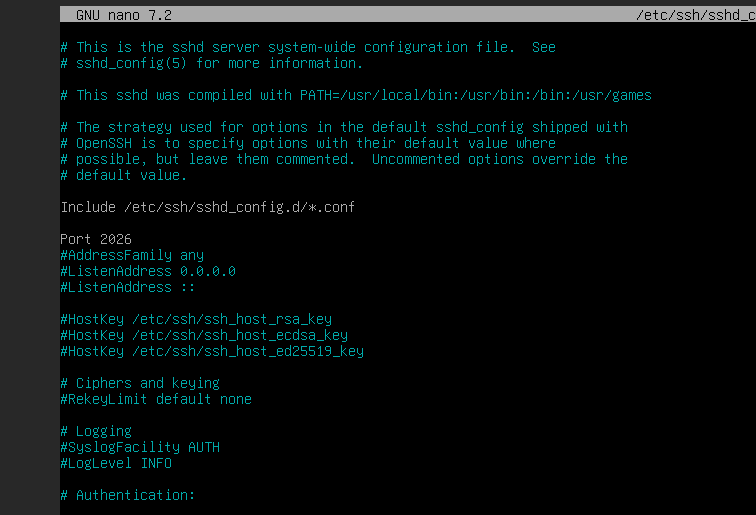 GNU nano 7.2 /etc/ssh/sshd_c
# This is the sshd server system-wide configuration file.  See
# sshd_config(5) for more information.
# This sshd was compiled with PATH=/usr/local/bin:/usr/bin:/bin:/usr/games
# The strategy used for options in the default sshd_config shipped with
# OpenSSH is to specify options with their default value where
# possible, but leave them commented.  Uncommented options override the
# default value.
Include /etc/ssh/sshd_config.d/*.conf
Port 2026
#AddressFamily any
#ListenAddress 0.0.0.0
#ListenAddress ::
#HostKey /etc/ssh/ssh_host_rsa_key
#HostKey /etc/ssh/ssh_host_ecdsa_key
#HostKey /etc/ssh/ssh_host_ed25519_key
# Ciphers and keying
#RekeyLimit default none
# Logging
#SyslogFacility AUTH
#LogLevel INFO
# Authentication: